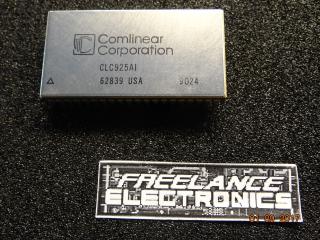 Comlinear
Corporation
CLC925AI
62839 USA 9024
FREELANCE
ELECTRONICS